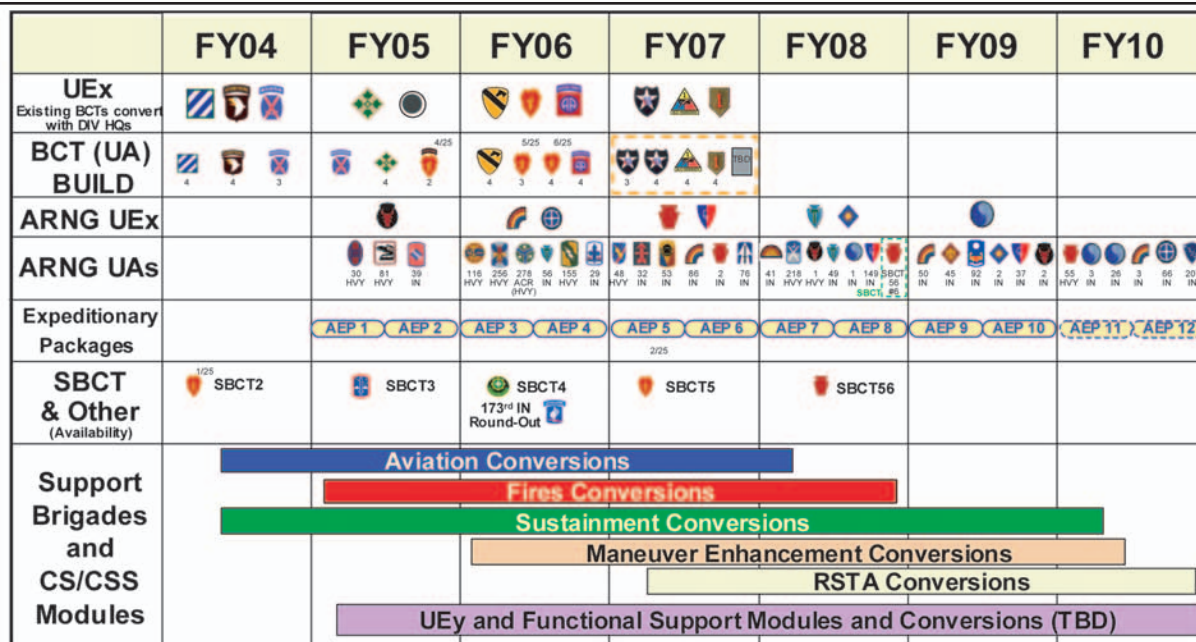 FY04 FY05 FY06 FY07 FY08 FY09 FY10
UEx
Existing BCTs convert
with DIV HQs
BCT (UA)
BUILD
4/25 5/25 6/25 TBD
4 4 3 4 2 4 3 4 4 3 4 4 4
ARNG UEx
ARNG UAs
30 HVY
81 HVY
39 IN
116 HVY
256 HVY
278 ACR (HVY)
56 IN
155 HVY
29 IN
48 HVY
32 IN
53 IN
86 IN
2 IN
76 IN
41 IN
218 HVY
1 HVY
49 IN
1 IN
149 IN
SBCT
SBCT 56 #6
50 IN
45 IN
92 IN
2 IN
37 IN
2 IN
55 HVY
3 IN
26 IN
3 IN
66 IN
20 IN
Expeditionary
Packages
AEP 1 AEP 2 AEP 3 AEP 4 AEP 5 AEP 6 AEP 7 AEP 8 AEP 9 AEP 10 AEP 11 AEP 12
2/25
SBCT
& Other
(Availability)
1/25
SBCT2 SBCT3 SBCT4 SBCT5 SBCT56
173rd IN
Round-Out
Support
Brigades
and
CS/CSS
Modules
Aviation Conversions
Fires Conversions
Sustainment Conversions
Maneuver Enhancement Conversions
RSTA Conversions
UEy and Functional Support Modules and Conversions (TBD)